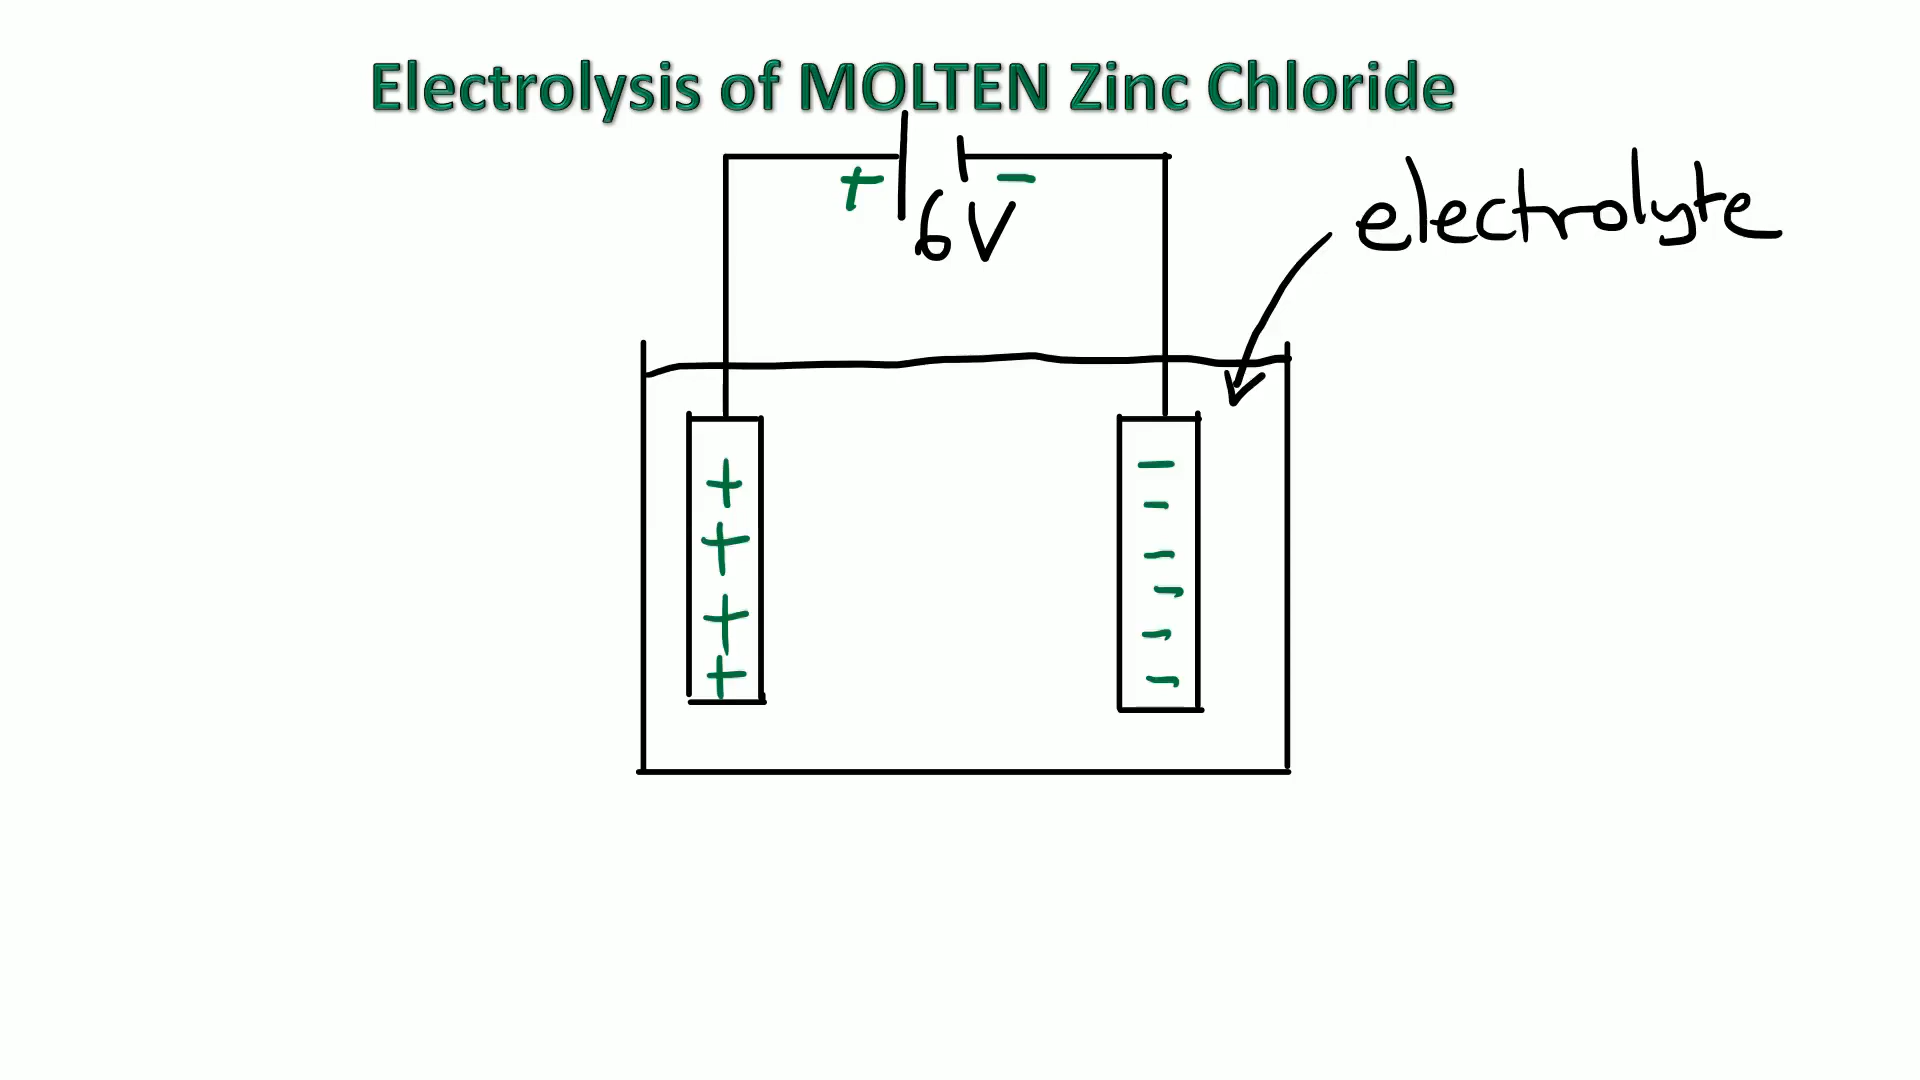 Electrolysis of MOLTEN Zinc Chloride
+ −
6V
electrolyte
+ −
+ −
+ −
+ −
−
−